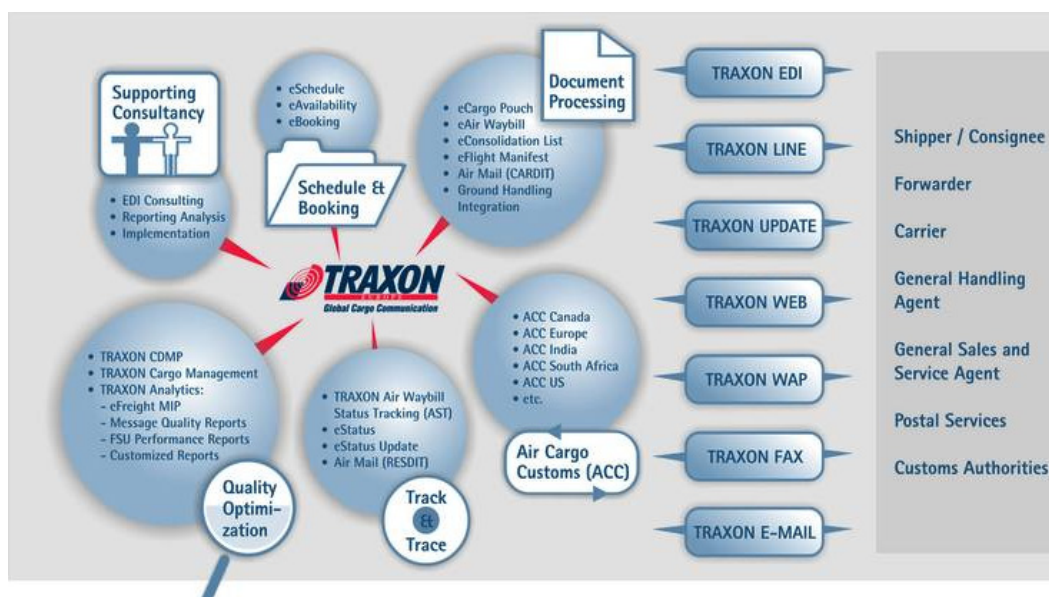 Supporting
Consultancy
• EDI Consulting
• Reporting Analysis
• Implementation
• eSchedule
• eAvailability
• eBooking
Schedule &
Booking
Document
Processing
• eCargo Pouch
• eAir Waybill
• eConsolidation List
• eFlight Manifest
• Air Mail (CARDIT)
• Ground Handling
Integration
TRAXON
EUROPE
Global Cargo Communication
• TRAXON CDMP
• TRAXON Cargo Management
• TRAXON Analytics:
– eFreight MIP
– Message Quality Reports
– FSU Performance Reports
– Customized Reports
Quality
Optimi-
zation
• TRAXON Air Waybill
Status Tracking (AST)
• eStatus
• eStatus Update
• Air Mail (RESDIT)
Track
&
Trace
• ACC Canada
• ACC Europe
• ACC India
• ACC South Africa
• ACC US
• etc.
Air Cargo
Customs (ACC)
TRAXON EDI
TRAXON LINE
TRAXON UPDATE
TRAXON WEB
TRAXON WAP
TRAXON FAX
TRAXON E-MAIL
Shipper / Consignee
Forwarder
Carrier
General Handling
Agent
General Sales and
Service Agent
Postal Services
Customs Authorities